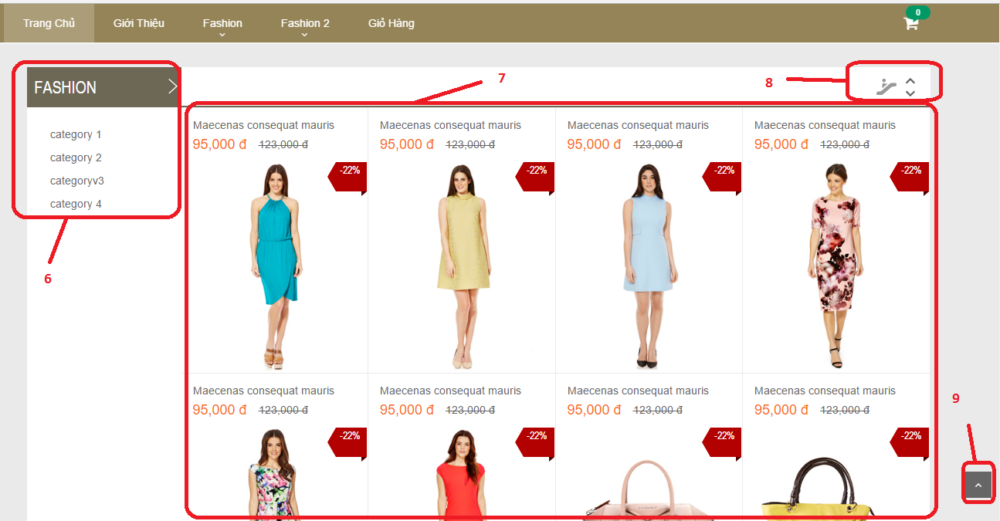 0
Trang Chủ Giới Thiệu Fashion Fashion 2 Giỏ Hàng
7
8
FASHION
category 1
category 2
categoryv3
category 4
6
Maecenas consequat mauris Maecenas consequat mauris Maecenas consequat mauris Maecenas consequat mauris
95,000 đ 123,000 đ 95,000 đ 123,000 đ 95,000 đ 123,000 đ 95,000 đ 123,000 đ
-22% -22% -22% -22%
Maecenas consequat mauris Maecenas consequat mauris Maecenas consequat mauris Maecenas consequat mauris
95,000 đ 123,000 đ 95,000 đ 123,000 đ 95,000 đ 123,000 đ 95,000 đ 123,000 đ
-22% -22% -22% -22%
9